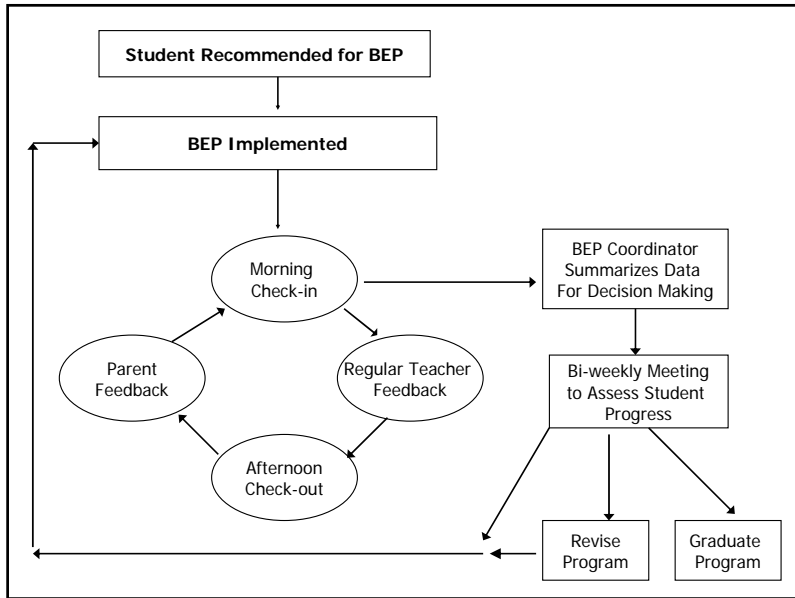 Student Recommended for BEP
BEP Implemented
Morning
Check-in
BEP Coordinator
Summarizes Data
For Decision Making
Parent
Feedback
Regular Teacher
Feedback
Bi-weekly Meeting
to Assess Student
Progress
Afternoon
Check-out
Revise
Program
Graduate
Program